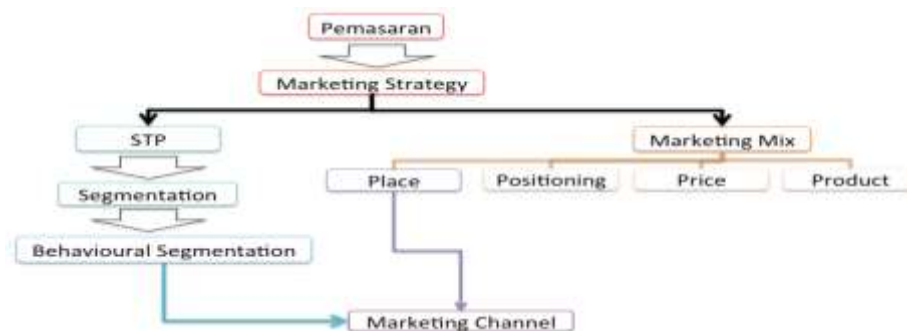 Pemasaran
Marketing Strategy
STP
Marketing Mix
Place
Positioning
Price
Product
Segmentation
Behavioural Segmentation
Marketing Channel